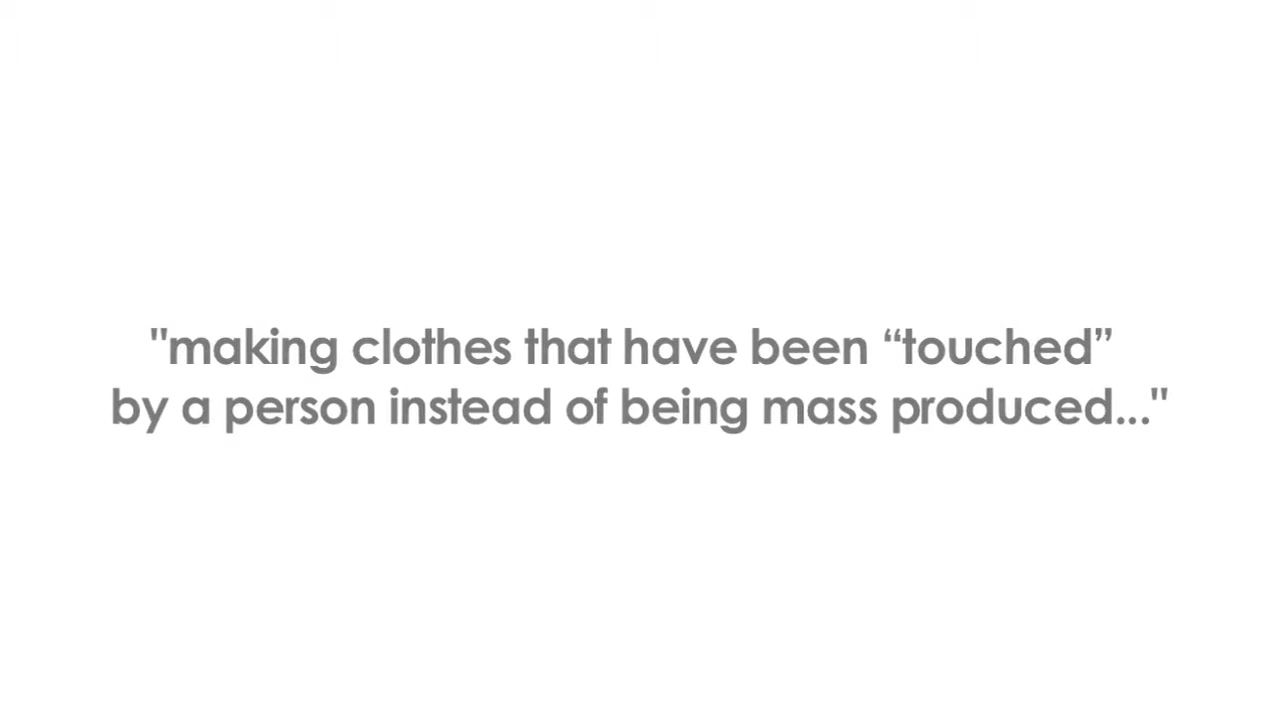 "making clothes that have been “touched”
by a person instead of being mass produced..."